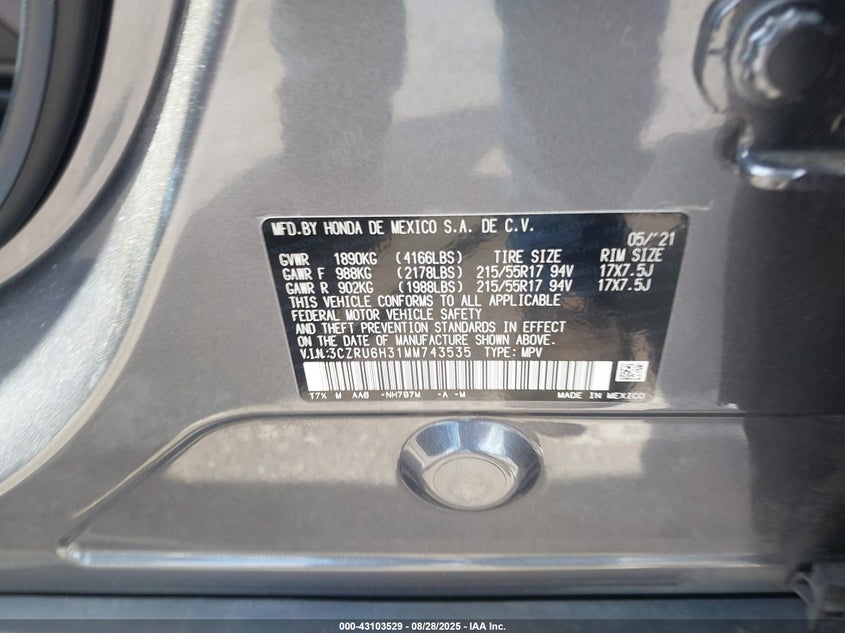 MFD.BY HONDA DE MEXICO S.A. DE C.V.
05/'21
GVWR 1890KG (4166LBS) TIRE SIZE RIM SIZE
GAWR F 988KG (2178LBS) 215/55R17 94V 17X7.5J
GAWR R 902KG (1988LBS) 215/55R17 94V 17X7.5J
THIS VEHICLE CONFORMS TO ALL APPLICABLE
FEDERAL MOTOR VEHICLE SAFETY
AND THEFT PREVENTION STANDARDS IN EFFECT
ON THE DATE OF MANUFACTURE SHOWN ABOVE.
V.I.N.:3CZRU6H31MM743535 TYPE: MPV
T7X M AA6 -NH797M -A -M MADE IN MEXICO
000-43103529 - 08/28/2025 - IAA Inc.